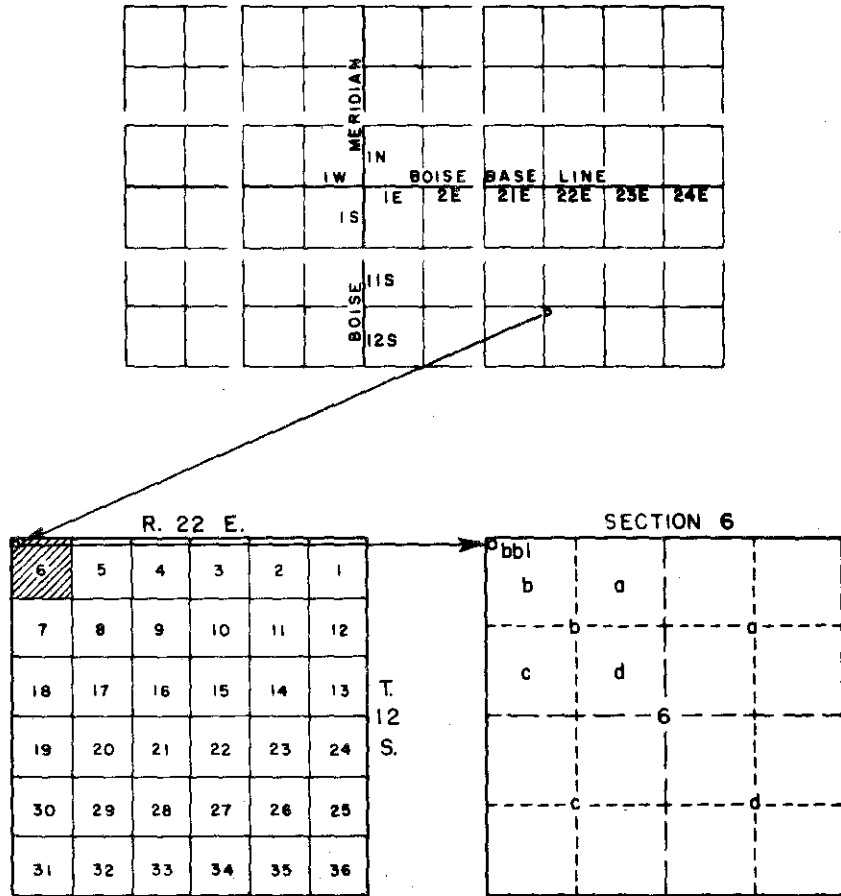 MERIDIAN
1N
1W BOISE BASE LINE
1E 2E 21E 22E 23E 24E
1S
11S
BOISE
12S
R. 22 E.
6 5 4 3 2 1
7 8 9 10 11 12
18 17 16 15 14 13
19 20 21 22 23 24
30 29 28 27 26 25
31 32 33 34 35 36
T.
12
S.
SECTION 6
bb1
b a
b a
c d
6
c d